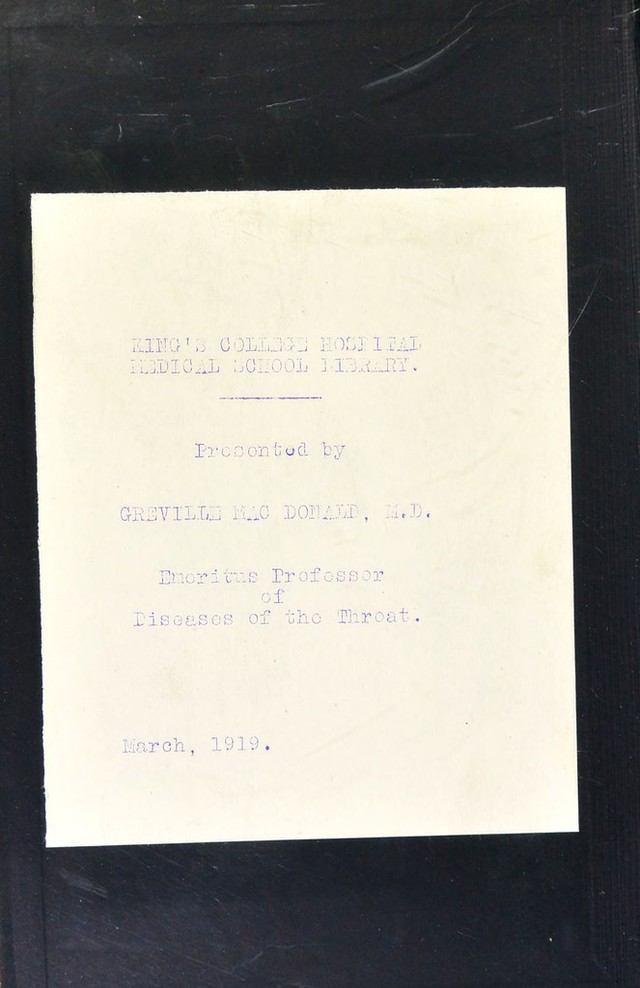 KING'S COLLEGE HOSPITAL
MEDICAL SCHOOL LIBRARY.
Presented by
GREVILLE MAC DONALD, M.D.
Emeritus Professor
of
Diseases of the Throat.
March, 1919.